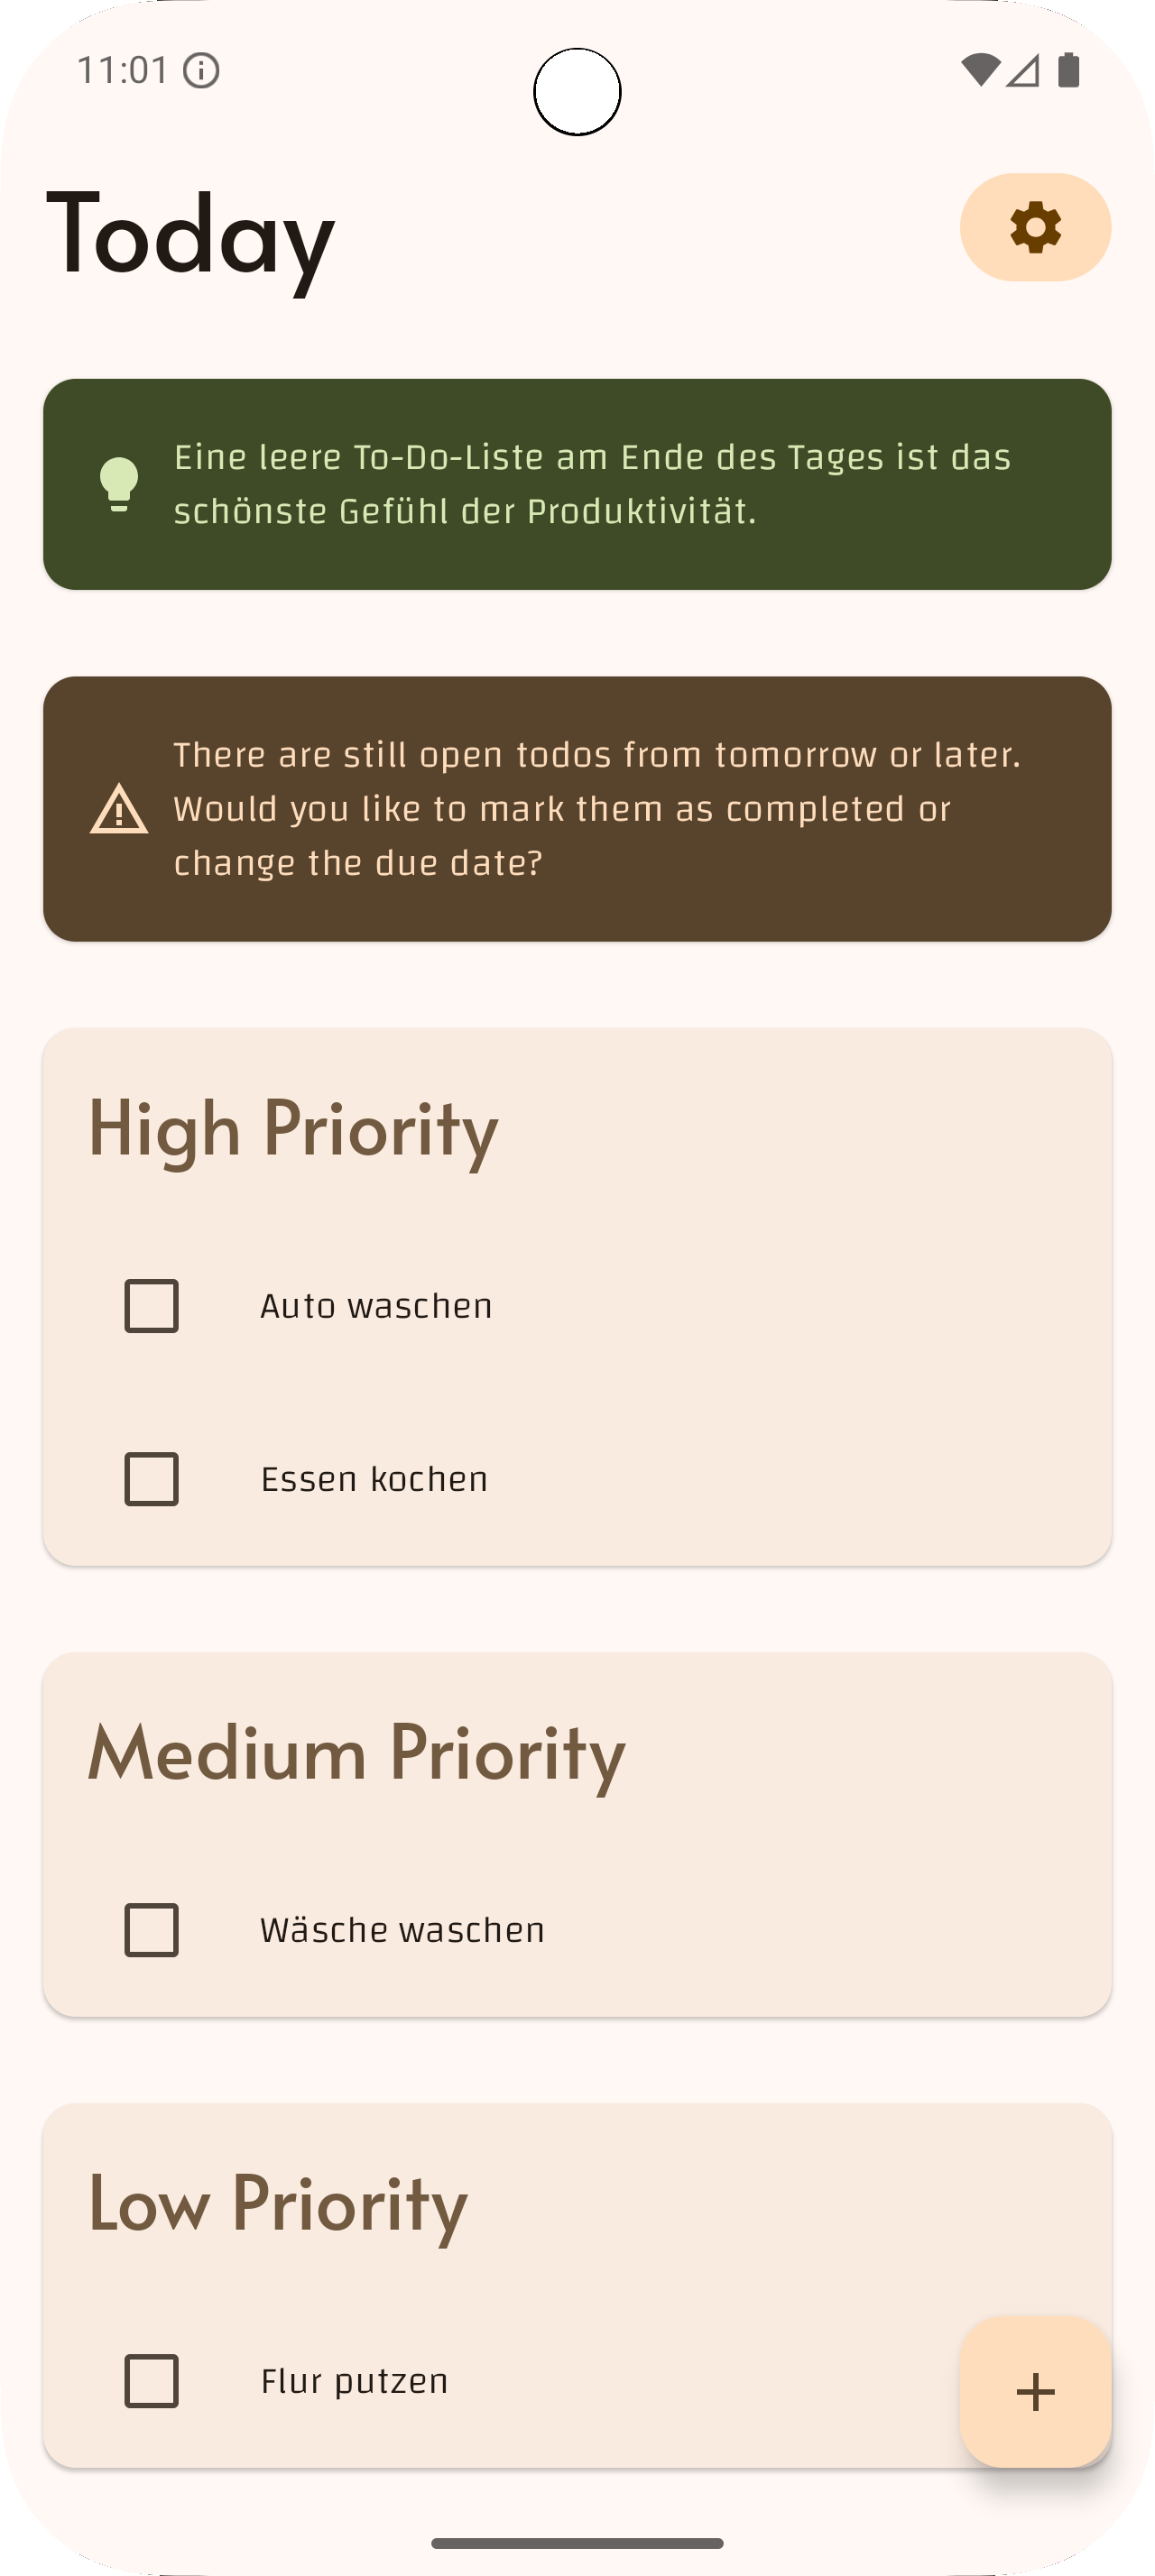 11:01
Today
Eine leere To-Do-Liste am Ende des Tages ist das
schönste Gefühl der Produktivität.
There are still open todos from tomorrow or later.
Would you like to mark them as completed or
change the due date?
High Priority
Auto waschen
Essen kochen
Medium Priority
Wäsche waschen
Low Priority
Flur putzen